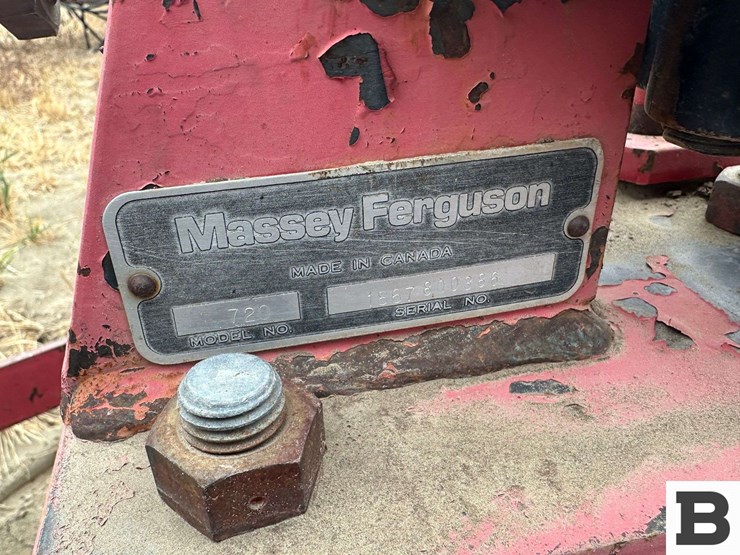 Massey Ferguson
MADE IN CANADA
720
MODEL NO.
SERIAL NO.
B